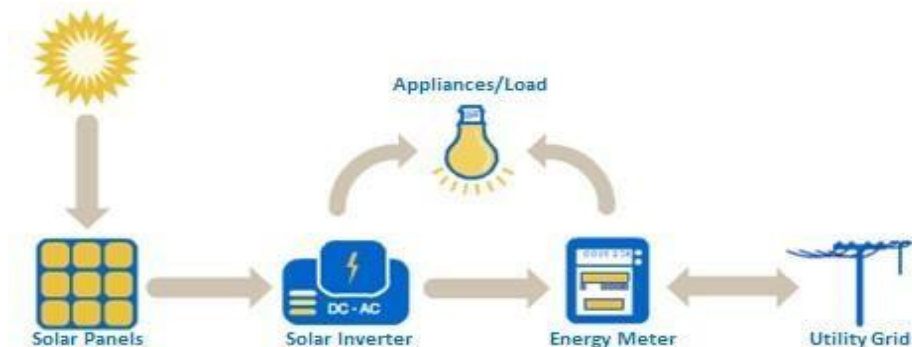 Appliances/Load
DC - AC
Solar Panels
Solar Inverter
Energy Meter
Utility Grid